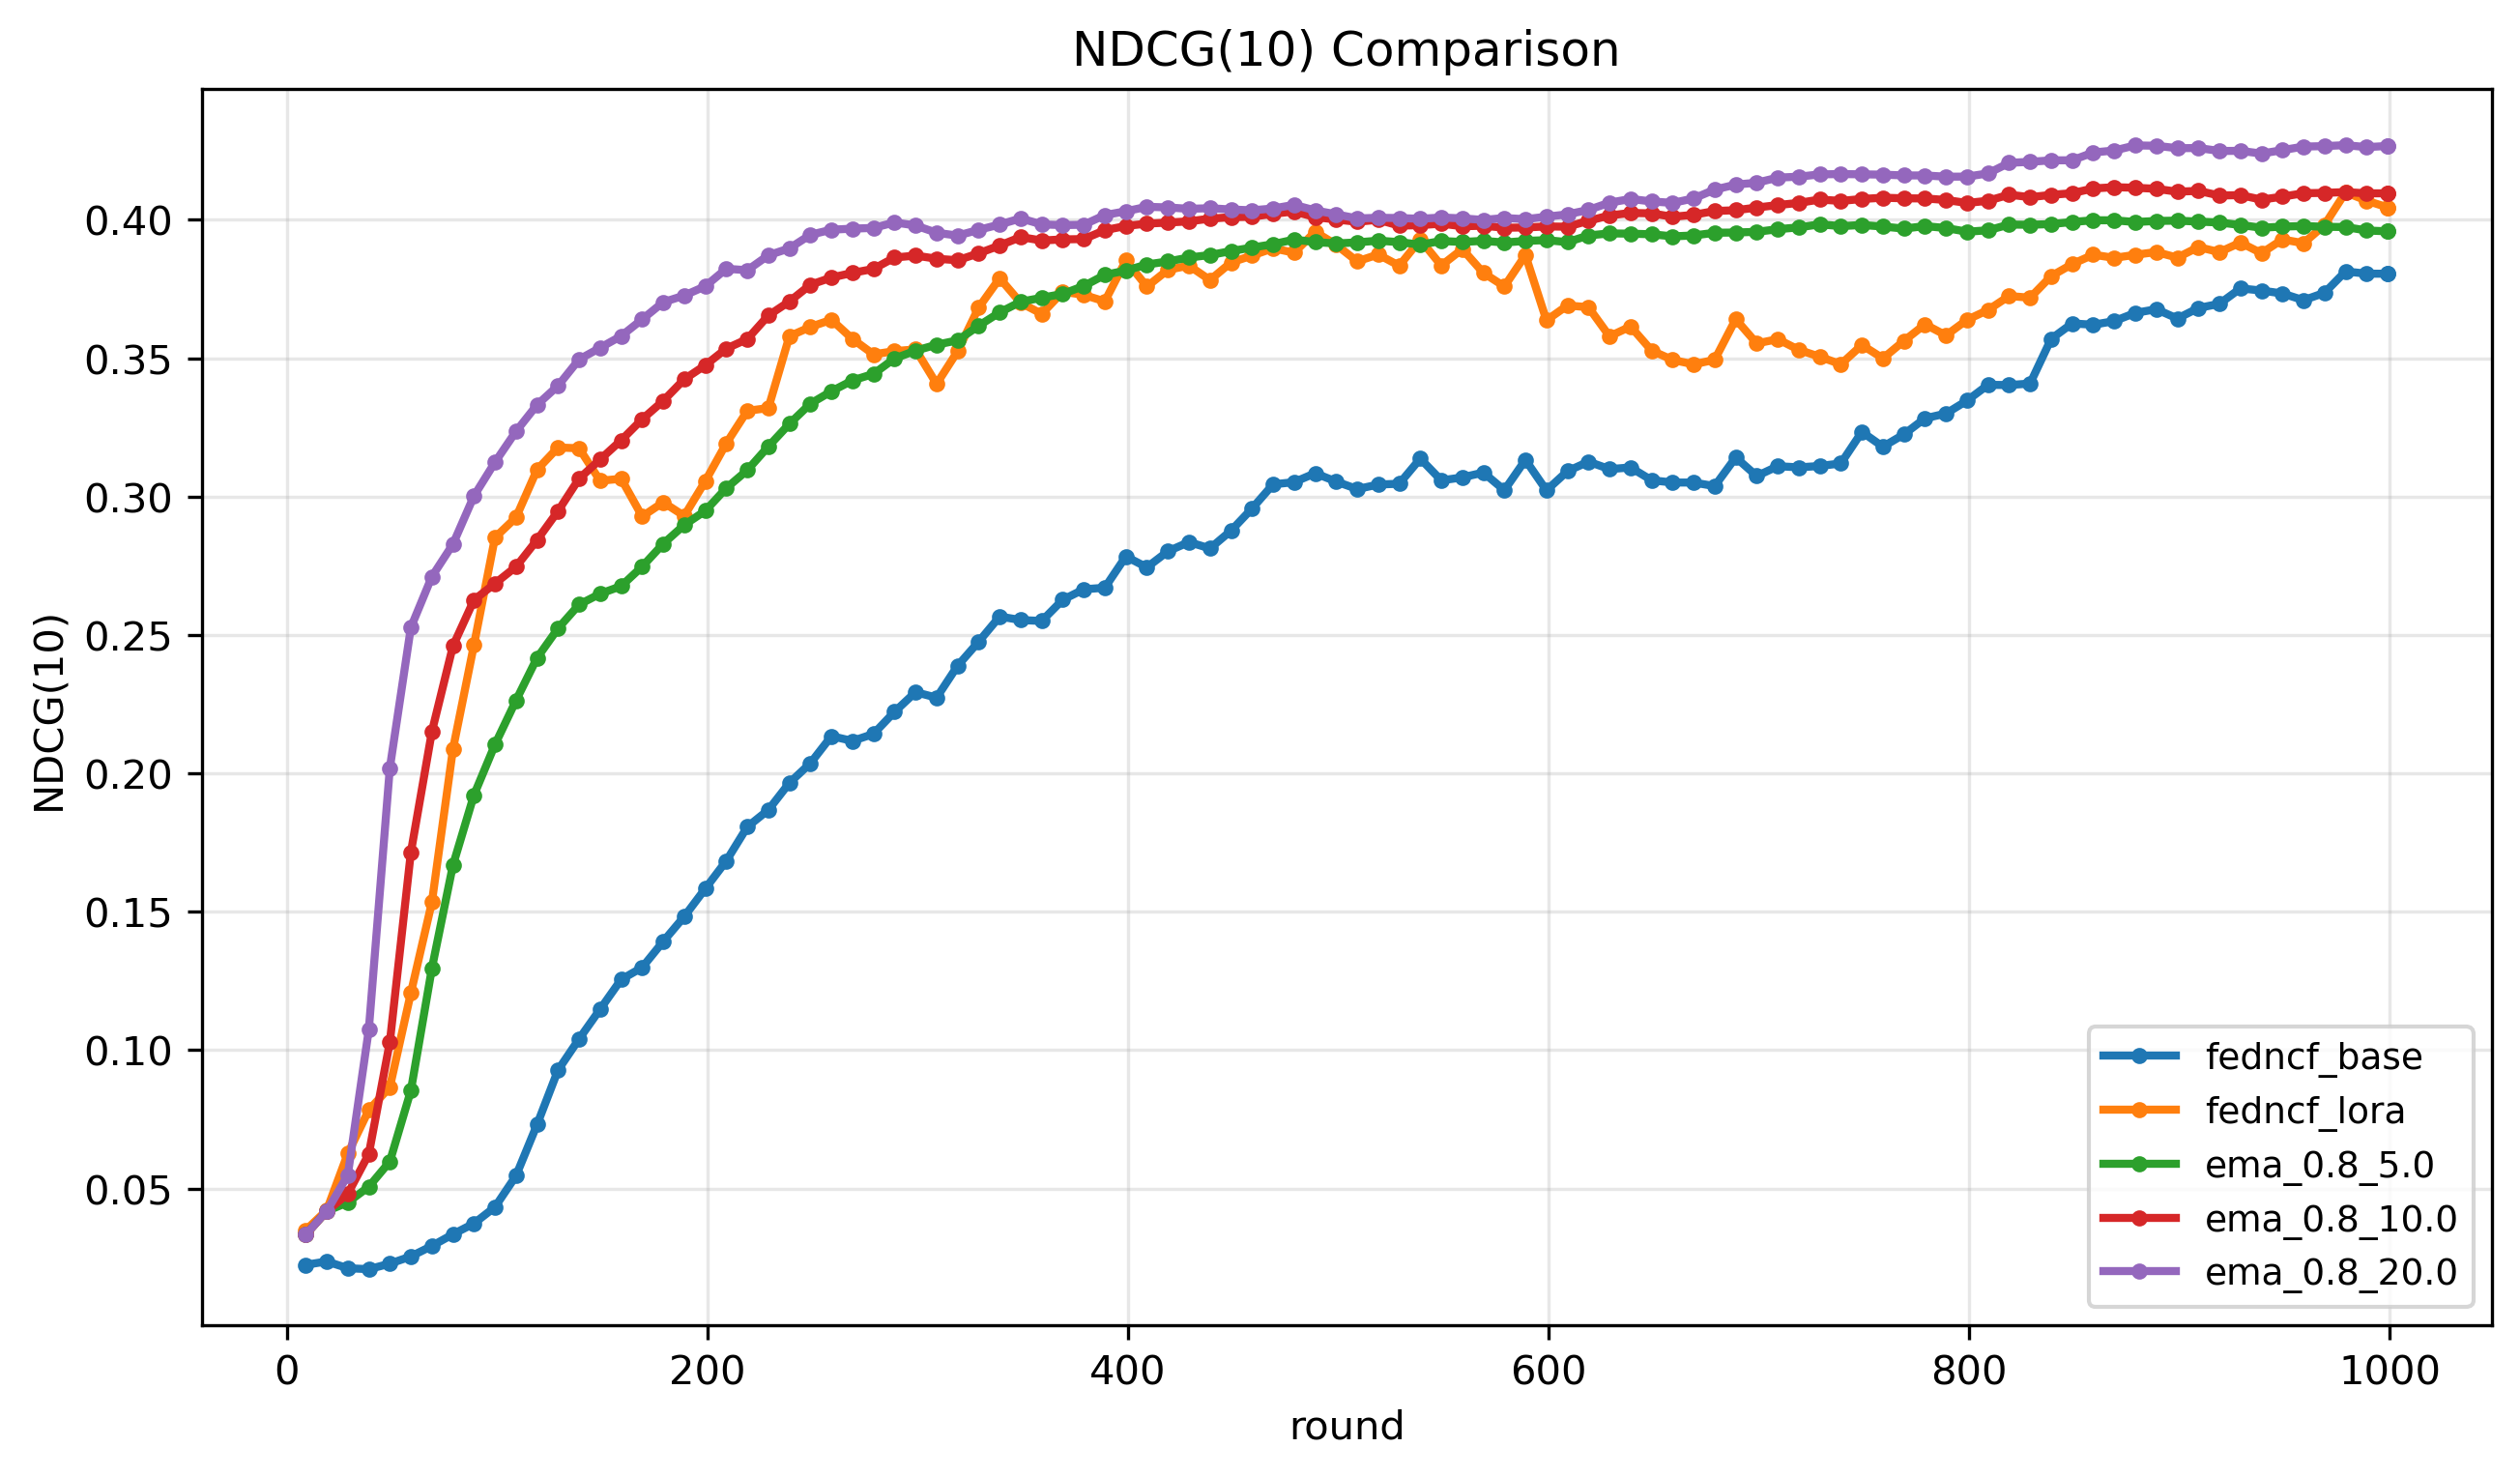 NDCG(10) Comparison
NDCG(10)
0.40
0.35
0.30
0.25
0.20
0.15
0.10
0.05
0 200 400 600 800 1000
round
fedncf_base
fedncf_lora
ema_0.8_5.0
ema_0.8_10.0
ema_0.8_20.0